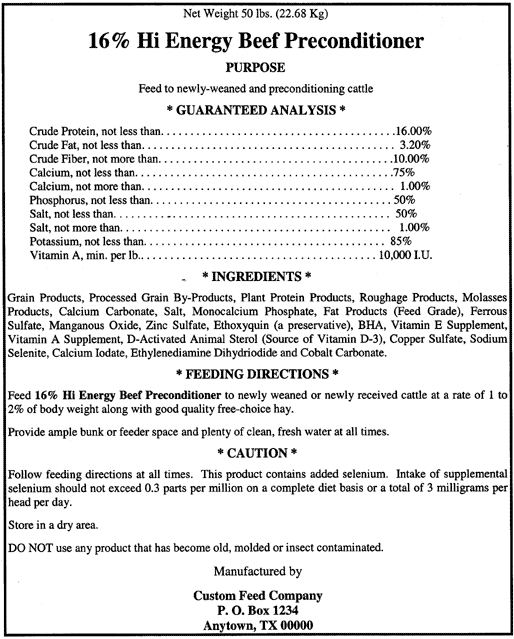 Net Weight 50 lbs. (22.68 Kg)
16% Hi Energy Beef Preconditioner
PURPOSE
Feed to newly-weaned and preconditioning cattle
* GUARANTEED ANALYSIS *
Crude Protein, not less than. . . . . . . . . . . . . . . . . . . . . . . . . . . . . . . . . . . . . . . .16.00%
Crude Fat, not less than. . . . . . . . . . . . . . . . . . . . . . . . . . . . . . . . . . . . . . . . . 3.20%
Crude Fiber, not more than. . . . . . . . . . . . . . . . . . . . . . . . . . . . . . . . . . . . . . .10.00%
Calcium, not less than. . . . . . . . . . . . . . . . . . . . . . . . . . . . . . . . . . . . . . . . .75%
Calcium, not more than. . . . . . . . . . . . . . . . . . . . . . . . . . . . . . . . . . . . . . . . . 1.00%
Phosphorus, not less than. . . . . . . . . . . . . . . . . . . . . . . . . . . . . . . . . . . . . . 50%
Salt, not less than. . . . . . . . . . . . . . . . . . . . . . . . . . . . . . . . . . . . . . . . . . . . 50%
Salt, not more than. . . . . . . . . . . . . . . . . . . . . . . . . . . . . . . . . . . . . . . . . . . . 1.00%
Potassium, not less than. . . . . . . . . . . . . . . . . . . . . . . . . . . . . . . . . . . . . . 85%
Vitamin A, min. per lb.. . . . . . . . . . . . . . . . . . . . . . . . . . . . . . . . . . . . . . 10,000 I.U.
* INGREDIENTS *
Grain Products, Processed Grain By-Products, Plant Protein Products, Roughage Products, Molasses
Products, Calcium Carbonate, Salt, Monocalcium Phosphate, Fat Products (Feed Grade), Ferrous
Sulfate, Manganous Oxide, Zinc Sulfate, Ethoxyquin (a preservative), BHA, Vitamin E Supplement,
Vitamin A Supplement, D-Activated Animal Sterol (Source of Vitamin D-3), Copper Sulfate, Sodium
Selenite, Calcium Iodate, Ethylenediamine Dihydriodide and Cobalt Carbonate.
* FEEDING DIRECTIONS *
Feed 16% Hi Energy Beef Preconditioner to newly weaned or newly received cattle at a rate of 1 to
2% of body weight along with good quality free-choice hay.
Provide ample bunk or feeder space and plenty of clean, fresh water at all times.
* CAUTION *
Follow feeding directions at all times. This product contains added selenium. Intake of supplemental
selenium should not exceed 0.3 parts per million on a complete diet basis or a total of 3 milligrams per
head per day.
Store in a dry area.
DO NOT use any product that has become old, molded or insect contaminated.
Manufactured by
Custom Feed Company
P. O. Box 1234
Anytown, TX 00000